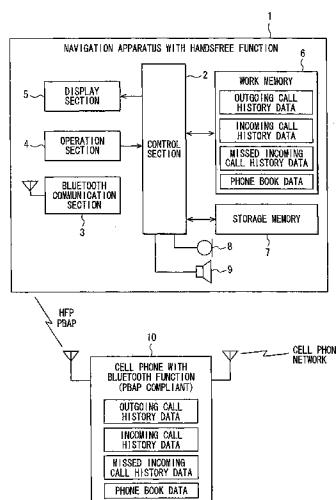 1
NAVIGATION APPARATUS WITH HANDSFREE FUNCTION
2
6
5
DISPLAY
SECTION
4
OPERATION
SECTION
BLUETOOTH
COMMUNICATION
SECTION
3
CONTROL
SECTION
WORK MEMORY
OUTGOING CALL
HISTORY DATA
INCOMING CALL
HISTORY DATA
MISSED INCOMING
CALL HISTORY DATA
PHONE BOOK DATA
STORAGE MEMORY
7
8
9
HFP
PBAP
10
CELL PHON
NETWORK
CELL PHONE WITH
BLUETOOTH FUNCTION
(PBAP COMPLIANT)
OUTGOING CALL
HISTORY DATA
INCOMING CALL
HISTORY DATA
MISSED INCOMING
CALL HISTORY DATA
PHONE BOOK DATA